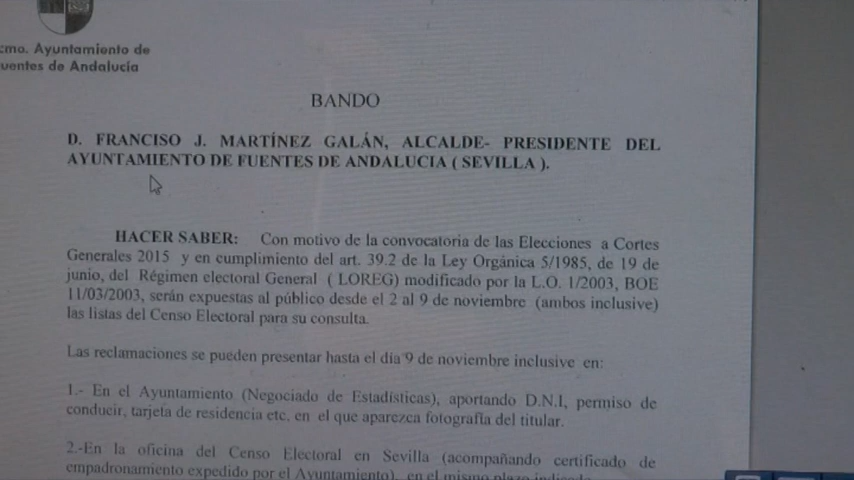 cmo. Ayuntamiento de
uentes de Andalucía
BANDO
D. FRANCISO J. MARTÍNEZ GALÁN, ALCALDE- PRESIDENTE DEL
AYUNTAMIENTO DE FUENTES DE ANDALUCIA ( SEVILLA ).
HACER SABER: Con motivo de la convocatoria de las Elecciones a Cortes
Generales 2015 y en cumplimiento del art. 39.2 de la Ley Orgánica 5/1985, de 19 de
junio, del Régimen electoral General ( LOREG) modificado por la L.O. 1/2003, BOE
11/03/2003, serán expuestas al público desde el 2 al 9 de noviembre (ambos inclusive)
las listas del Censo Electoral para su consulta.
Las reclamaciones se pueden presentar hasta el día 9 de noviembre inclusive en:
1.- En el Ayuntamiento (Negociado de Estadísticas), aportando D.N.I, permiso de
conducir, tarjeta de residencia etc. en el que aparezca fotografía del titular.
2.-En la oficina del Censo Electoral en Sevilla (acompañando certificado de
empadronamiento expedido por el Ayuntamiento), en el mismo plazo indicado